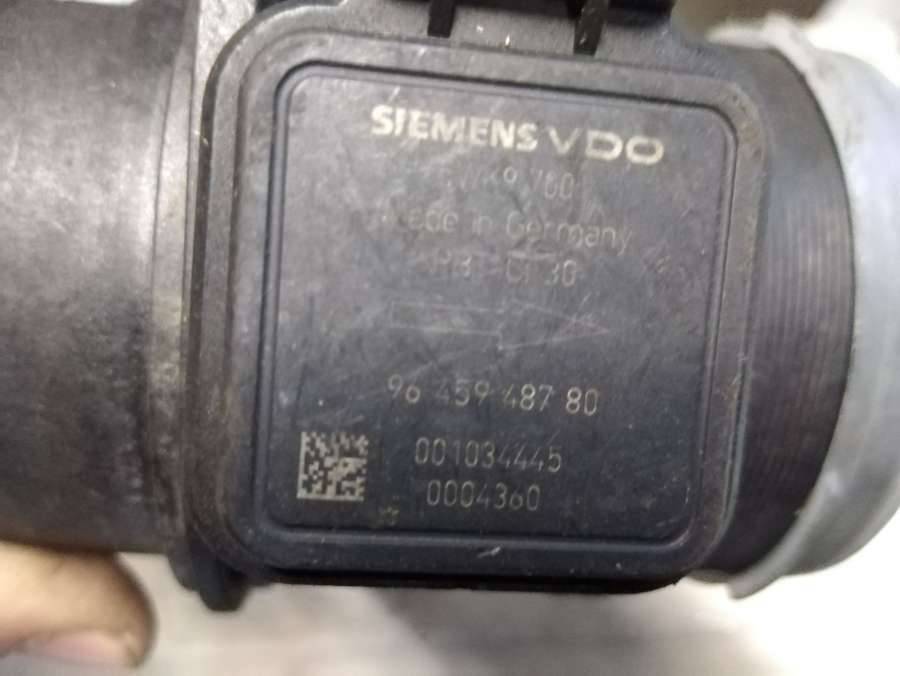 SIEMENS VDO
Made in Germany
96 459 487 80
001034445
0004360